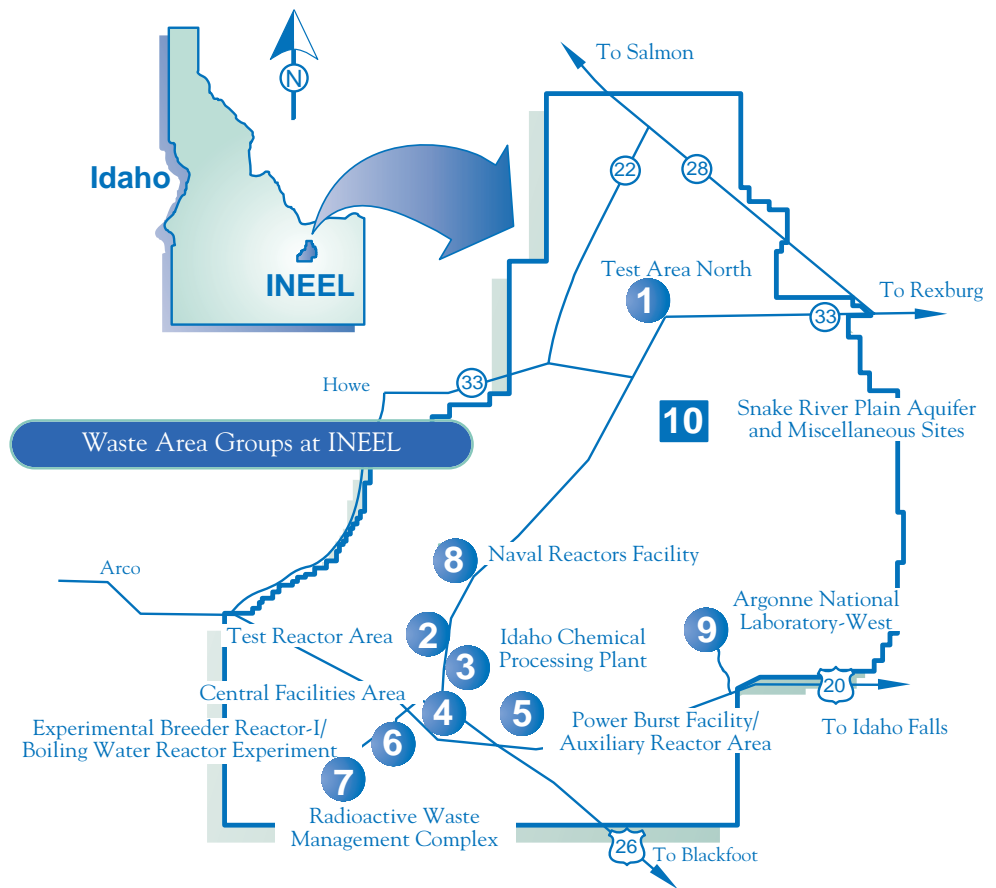 To Salmon
N
22
28
Idaho
INEEL
Test Area North
1
To Rexburg
33
Howe
33
10
Snake River Plain Aquifer
and Miscellaneous Sites
Waste Area Groups at INEEL
8
Naval Reactors Facility
Arco
Argonne National
Laboratory-West
9
Test Reactor Area
2
Idaho Chemical
Processing Plant
3
Central Facilities Area
4
5
20
Experimental Breeder Reactor-I/
Boiling Water Reactor Experiment
6
Power Burst Facility/
Auxiliary Reactor Area
To Idaho Falls
7
Radioactive Waste
Management Complex
26
To Blackfoot